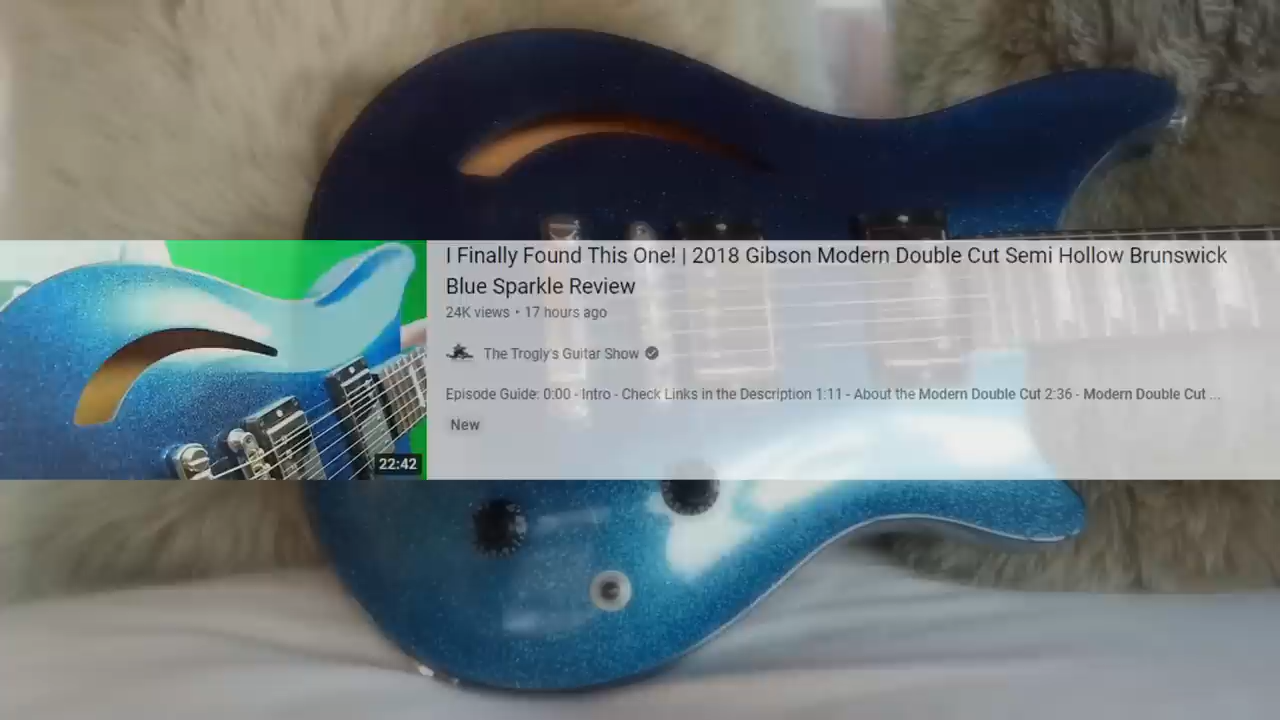 I Finally Found This One! | 2018 Gibson Modern Double Cut Semi Hollow Brunswick
Blue Sparkle Review
24K views • 17 hours ago
The Trogly's Guitar Show
Episode Guide: 0:00 - Intro - Check Links in the Description 1:11 - About the Modern Double Cut 2:36 - Modern Double Cut ...
New
22:42